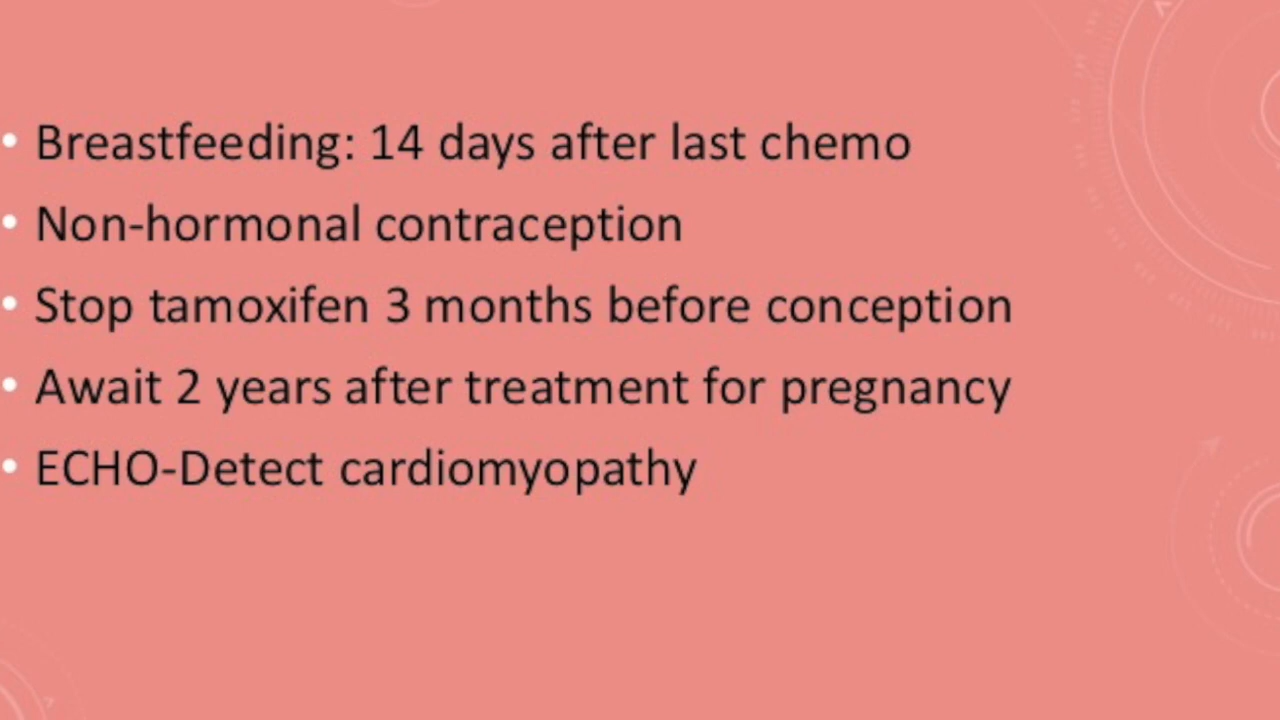 • Breastfeeding: 14 days after last chemo
• Non-hormonal contraception
• Stop tamoxifen 3 months before conception
• Await 2 years after treatment for pregnancy
• ECHO-Detect cardiomyopathy